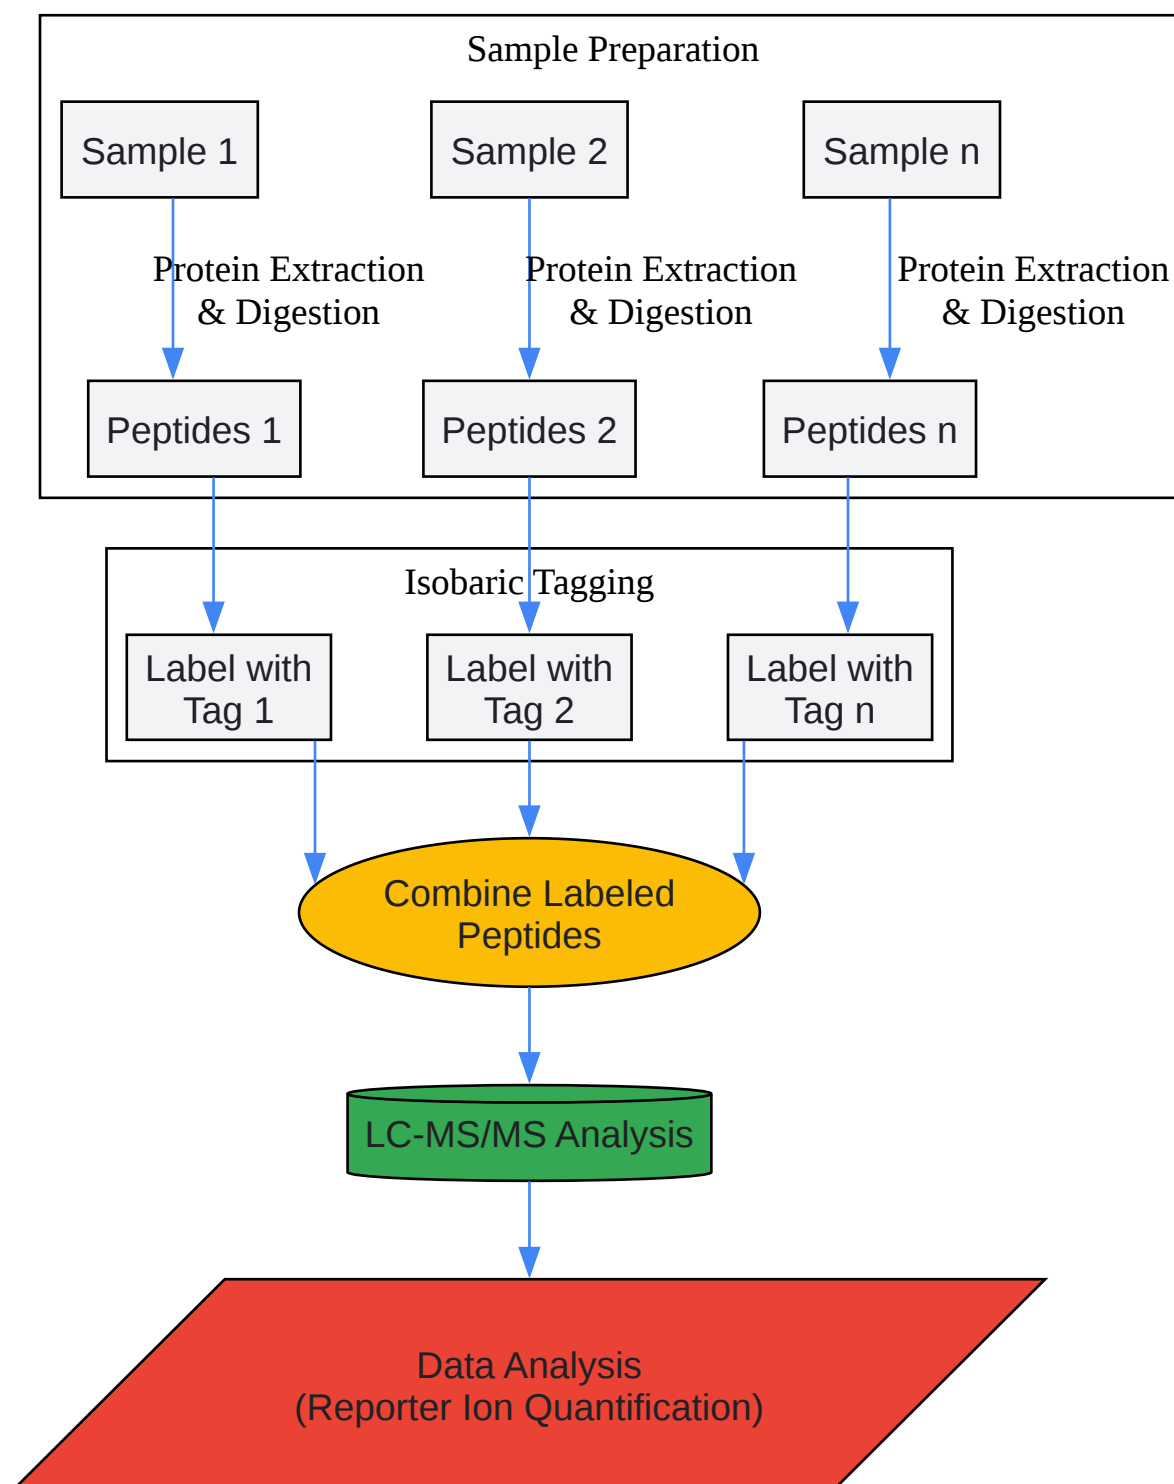 Sample Preparation
Sample 1
Sample 2
Sample n
Protein Extraction
& Digestion
Protein Extraction
& Digestion
Protein Extraction
& Digestion
Peptides 1
Peptides 2
Peptides n
Isobaric Tagging
Label with
Tag 1
Label with
Tag 2
Label with
Tag n
Combine Labeled
Peptides
LC-MS/MS Analysis
Data Analysis
(Reporter Ion Quantification)